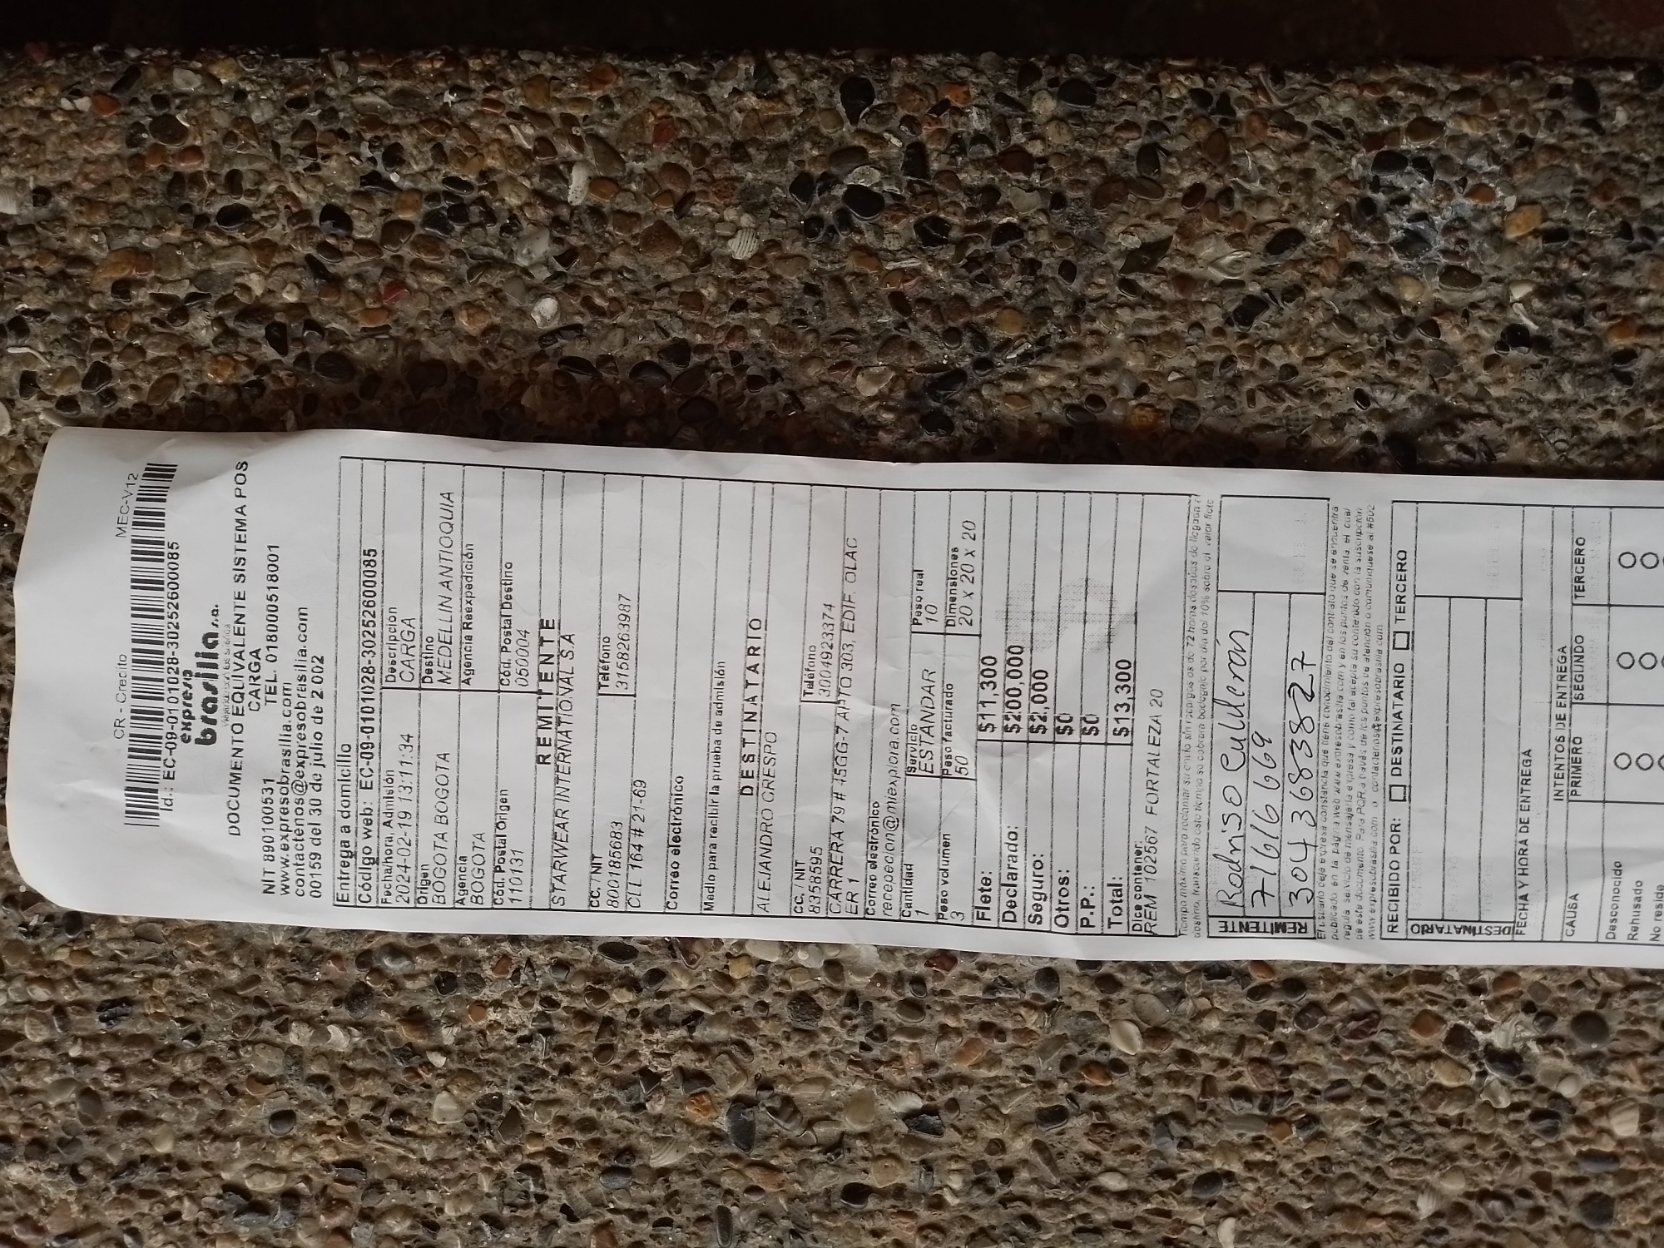 CR - Credito MEC-V.12
Id.: EC-09-0101028-30252600085
expreso
brasilia s.a.
DOCUMENTO EQUIVALENTE SISTEMA POS
CARGA
NIT 890100531 TEL. 018000518001
www.expresobrasilia.com
contactenos@expresobrasilia.com
00159 del 30 de julio de 2 002
Entrega a domicilio
Código web: EC-09-0101028-30252600085
Fecha/hora. Admisión Descripción
2024-02-19 13:11:34 CARGA
Origen Destino
BOGOTA BOGOTA MEDELLIN ANTIOQUIA
Agencia Agencia Reexpedición
BOGOTA
Cód. Postal Origen Cód. Postal Destino
110131 050004
REMITENTE
STARWEAR INTERNATIONAL SA
CC. / NIT Teléfono
800185683 3158263987
CLL 164 # 21-69
Correo electrónico
Medio para recibir la prueba de admisión
DESTINATARIO
ALEJANDRO CRESPO
CC. / NIT Teléfono
8358595 3004923374
CARRERA 79 # 45GG-7 APTO 303, EDIF. OLAC
ER 1
Correo electrónico
recepecion@miexplora.com
Cantidad Servicio Peso real
1 ESTANDAR 10
Peso volumen Peso facturado Dimensiones
3 50 20 x 20 x 20
Flete: $11,300
Declarado: $200,000
Seguro: $2,000
Otros: $0
P.P.: $0
Total: $13,300
Dice contener:
REM 102567 FORTALEZA 20
REMITENTE
Rodrigo Calderón
71616669
3043683827
RECIBIDO POR: DESTINATARIO TERCERO
DESTINATARIO
FECHA Y HORA DE ENTREGA
INTENTOS DE ENTREGA
CAUSA PRIMERO SEGUNDO TERCERO
Desconocido
Rehusado
No reside